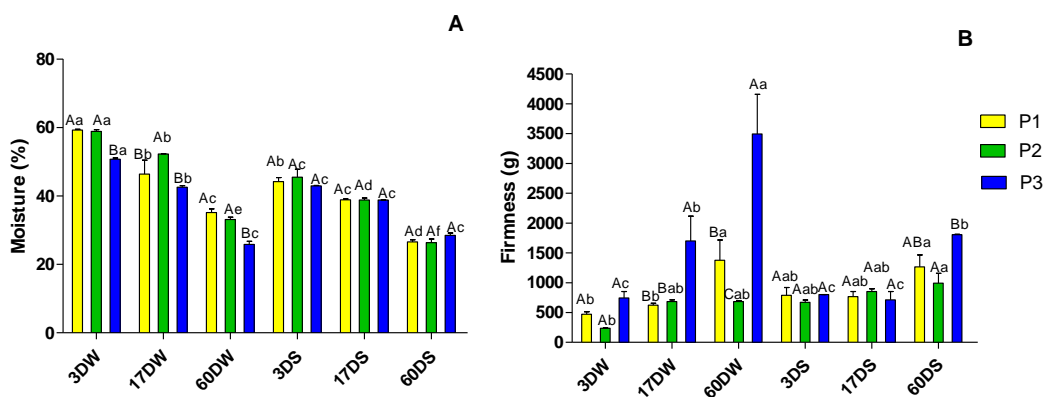 A
Moisture (%)
80
60
40
20
0
Aa Aa Ba
Bb Ab Bb
Ac Ae Bc
Ab Ac Ac
Ac Ad Ac
Ad Af Ac
3DW 17DW 60DW 3DS 17DS 60DS
B
Firmness (g)
4500
4000
3500
3000
2500
2000
1500
1000
500
0
Ab Ab Ac
Bb Bab Ab
Ba Cab Aa
Aab Aab Ac
Aab Aab Ac
ABa Aa Bb
3DW 17DW 60DW 3DS 17DS 60DS
P1
P2
P3